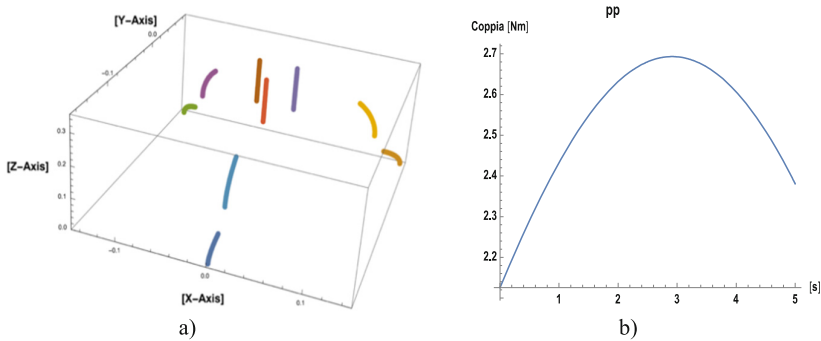 [Y-Axis]
0.0
-0.1
0.3
0.2
[Z-Axis]
0.1
0.0
-0.1
0.0
0.1
[X-Axis]
a)
pp
Coppia [Nm]
2.7
2.6
2.5
2.4
2.3
2.2
1 2 3 4 5 [s]
b)